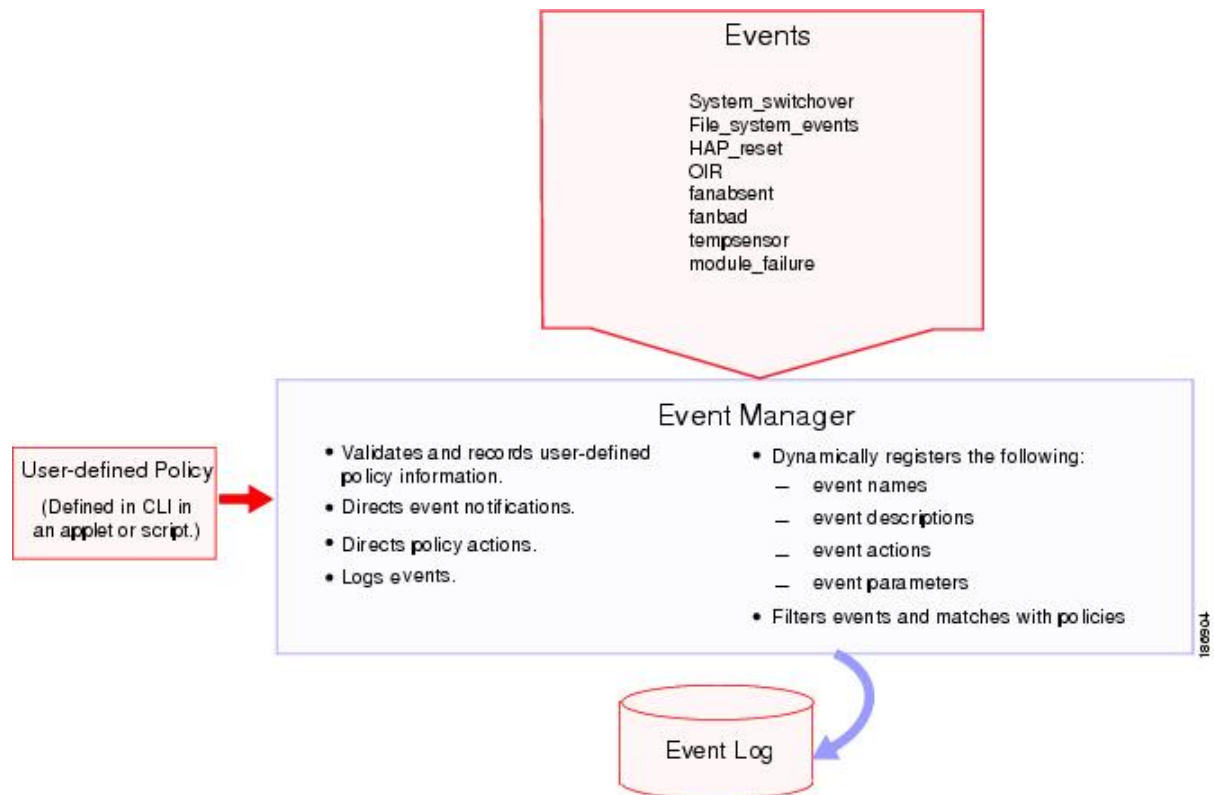 Events
System_switchover
File_system_events
HAP_reset
OIR
fanabsent
fanbad
tempsensor
module_failure
Event Manager
User-defined Policy
(Defined in CLI in
an applet or script.)
• Validates and records user-defined
policy information.
• Directs event notifications.
• Directs policy actions.
• Logs events.
• Dynamically registers the following:
– event names
– event descriptions
– event actions
– event parameters
• Filters events and matches with policies
186904
Event Log